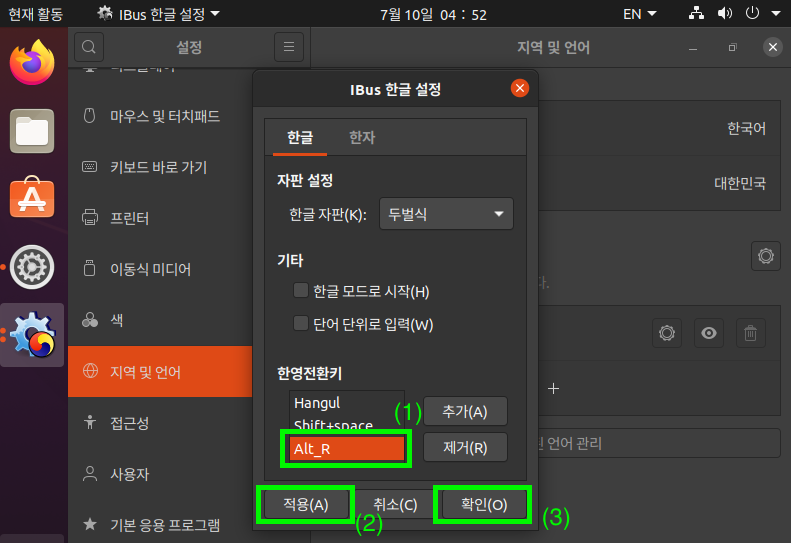 현재 활동
IBus 한글 설정
7월 10일 04 : 52
EN
설정
지역 및 언어
마우스 및 터치패드
키보드 바로 가기
프린터
이동식 미디어
색
지역 및 언어
접근성
사용자
기본 응용 프로그램
한국어
대한민국
다.
언어 관리
IBus 한글 설정
한글
한자
자판 설정
한글 자판(K):
두벌식
기타
한글 모드로 시작(H)
단어 단위로 입력(W)
한영전환키
Hangul
Shift+space
Alt_R
(1)
추가(A)
제거(R)
적용(A)
(2)
취소(C)
확인(O)
(3)